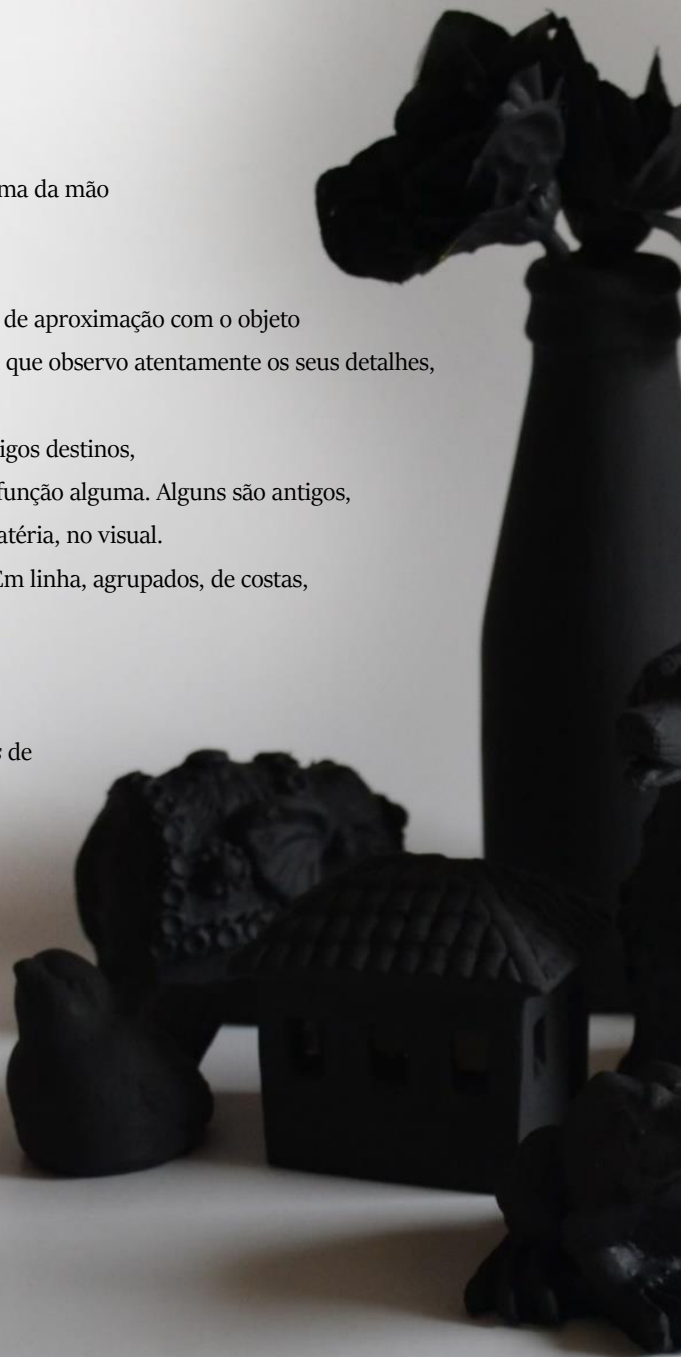 ma da mão
de aproximação com o objeto
que observo atentamente os seus detalhes,
igos destinos,
função alguma. Alguns são antigos,
atéria, no visual.
Em linha, agrupados, de costas,
de